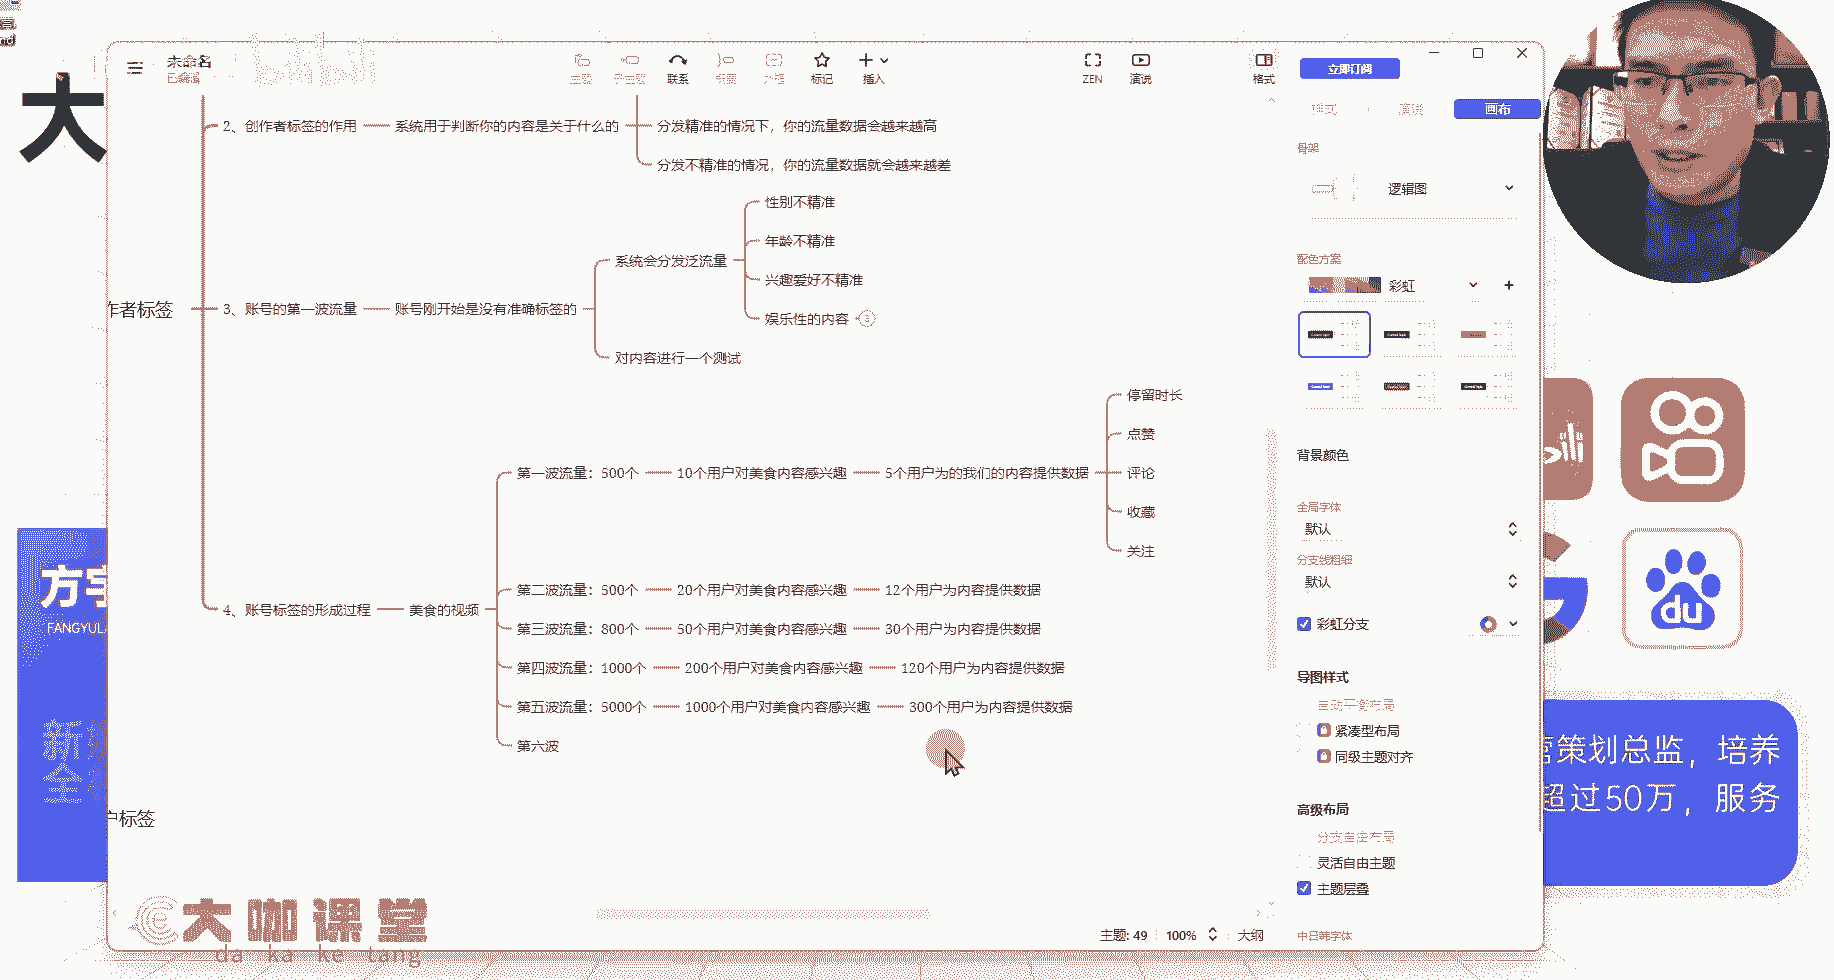 大
未命名
已编辑
主题
子主题
联系
概要
外框
标记
插入
ZEN
演说
格式
立即订阅
样式
演说
画布
2、创作者标签的作用
系统用于判断你的内容是关于什么的
分发精准的情况下，你的流量数据会越来越高
分发不精准的情况，你的流量数据就会越来越差
作者标签
3、账号的第一波流量
账号刚开始是没有准确标签的
系统会分发泛流量
性别不精准
年龄不精准
兴趣爱好不精准
娱乐性的内容
3
对内容进行一个测试
4、账号标签的形成过程
美食的视频
第一波流量：500个
10个用户对美食内容感兴趣
5个用户为的我们的内容提供数据
停留时长
点赞
评论
收藏
关注
第二波流量：500个
20个用户对美食内容感兴趣
12个用户为内容提供数据
第三波流量：800个
50个用户对美食内容感兴趣
30个用户为内容提供数据
第四波流量：1000个
200个用户对美食内容感兴趣
120个用户为内容提供数据
第五波流量：5000个
1000个用户对美食内容感兴趣
300个用户为内容提供数据
第六波
户标签
骨架
逻辑图
配色方案
彩虹
背景颜色
全局字体
默认
分支线粗细
默认
彩虹分支
导图样式
自动平衡布局
紧凑型布局
同级主题对齐
高级布局
分支自由布局
灵活自由主题
主题层叠
中日韩字体
主题: 49
100%
大纲
方宇
FANGYUL
新
全
du
营策划总监，培养
超过50万，服务
大咖课堂
da ka ke tang